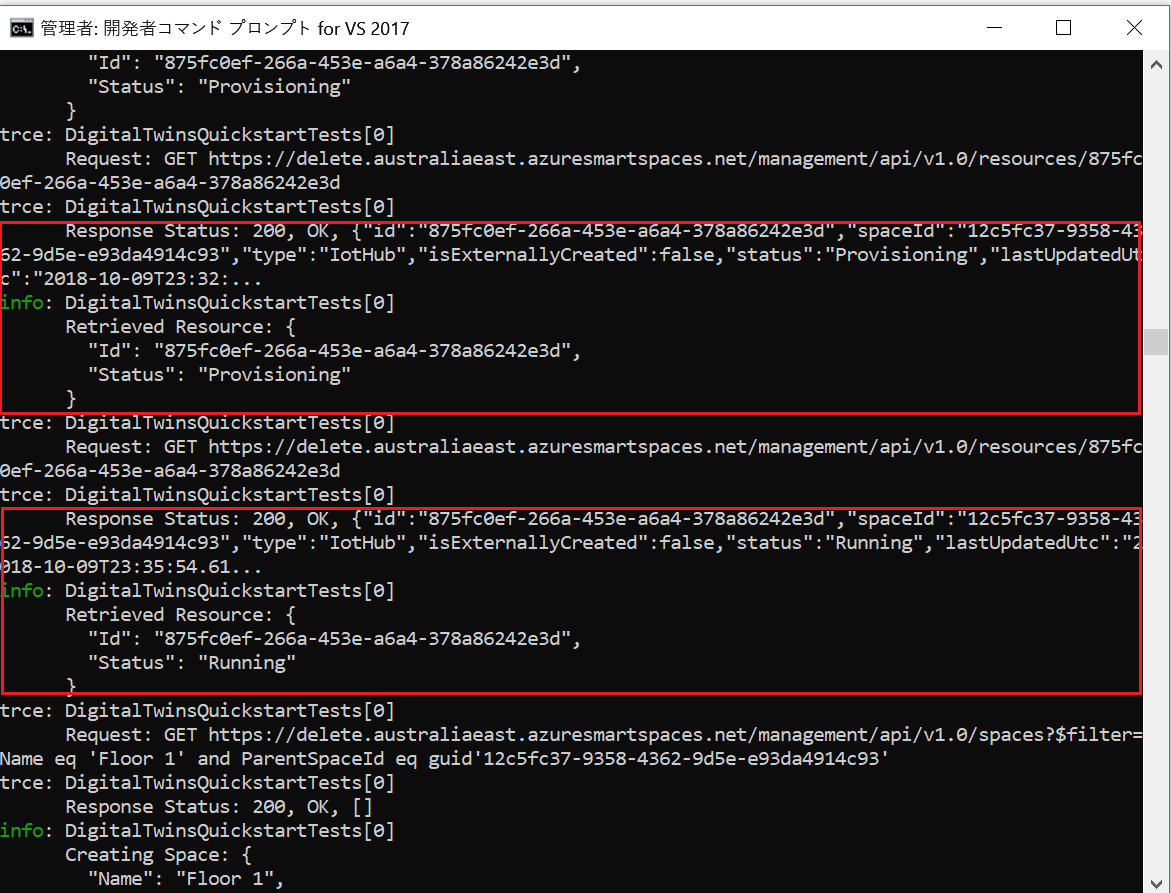 管理者: 開発者コマンド プロンプト for VS 2017
"Id": "875fc0ef-266a-453e-a6a4-378a86242e3d",
"Status": "Provisioning"
}
trce: DigitalTwinsQuickstartTests[0]
Request: GET https://delete.australiaeast.azuresmartspaces.net/management/api/v1.0/resources/875fc
0ef-266a-453e-a6a4-378a86242e3d
trce: DigitalTwinsQuickstartTests[0]
Response Status: 200, OK, {"id":"875fc0ef-266a-453e-a6a4-378a86242e3d","spaceId":"12c5fc37-9358-43
62-9d5e-e93da4914c93","type":"IotHub","isExternallyCreated":false,"status":"Provisioning","lastUpdatedUt
c":"2018-10-09T23:32:...
info: DigitalTwinsQuickstartTests[0]
Retrieved Resource: {
"Id": "875fc0ef-266a-453e-a6a4-378a86242e3d",
"Status": "Provisioning"
}
trce: DigitalTwinsQuickstartTests[0]
Request: GET https://delete.australiaeast.azuresmartspaces.net/management/api/v1.0/resources/875fc
0ef-266a-453e-a6a4-378a86242e3d
trce: DigitalTwinsQuickstartTests[0]
Response Status: 200, OK, {"id":"875fc0ef-266a-453e-a6a4-378a86242e3d","spaceId":"12c5fc37-9358-43
62-9d5e-e93da4914c93","type":"IotHub","isExternallyCreated":false,"status":"Running","lastUpdatedUtc":"2
018-10-09T23:35:54.61...
info: DigitalTwinsQuickstartTests[0]
Retrieved Resource: {
"Id": "875fc0ef-266a-453e-a6a4-378a86242e3d",
"Status": "Running"
}
trce: DigitalTwinsQuickstartTests[0]
Request: GET https://delete.australiaeast.azuresmartspaces.net/management/api/v1.0/spaces?$filter=
Name eq 'Floor 1' and ParentSpaceId eq guid'12c5fc37-9358-4362-9d5e-e93da4914c93'
trce: DigitalTwinsQuickstartTests[0]
Response Status: 200, OK, []
info: DigitalTwinsQuickstartTests[0]
Creating Space: {
"Name": "Floor 1",